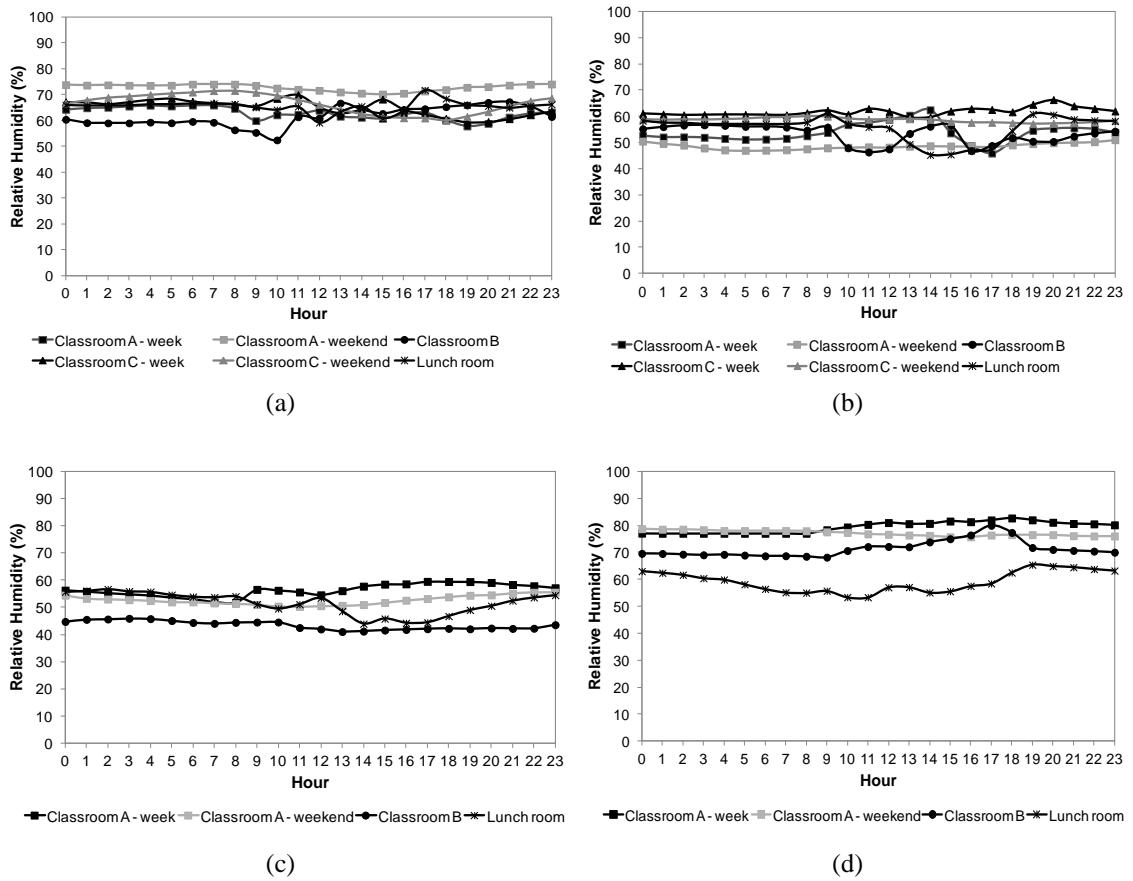 100
90
80
70
60
50
40
30
20
10
0
Relative Humidity (%)
0 1 2 3 4 5 6 7 8 9 10 11 12 13 14 15 16 17 18 19 20 21 22 23
Hour
Classroom A - week Classroom A - weekend Classroom B
Classroom C - week Classroom C - weekend Lunch room
(a)
100
90
80
70
60
50
40
30
20
10
0
Relative Humidity (%)
0 1 2 3 4 5 6 7 8 9 10 11 12 13 14 15 16 17 18 19 20 21 22 23
Hour
Classroom A - week Classroom A - weekend Classroom B
Classroom C - week Classroom C - weekend Lunch room
(b)
100
90
80
70
60
50
40
30
20
10
0
Relative Humidity (%)
0 1 2 3 4 5 6 7 8 9 10 11 12 13 14 15 16 17 18 19 20 21 22 23
Hour
Classroom A - week Classroom A - weekend Classroom B Lunch room
(c)
100
90
80
70
60
50
40
30
20
10
0
Relative Humidity (%)
0 1 2 3 4 5 6 7 8 9 10 11 12 13 14 15 16 17 18 19 20 21 22 23
Hour
Classroom A - week Classroom A - weekend Classroom B Lunch room
(d)